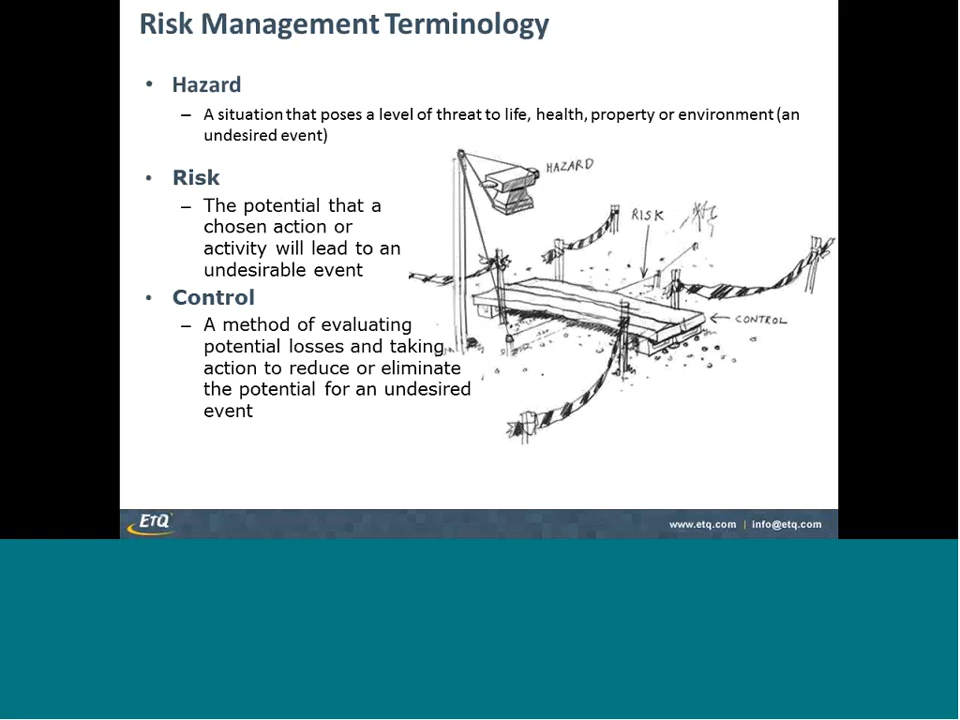 Risk Management Terminology
• Hazard
– A situation that poses a level of threat to life, health, property or environment (an
undesired event)
• Risk
– The potential that a
chosen action or
activity will lead to an
undesirable event
• Control
– A method of evaluating
potential losses and taking
action to reduce or eliminate
the potential for an undesired
event
HAZARD
RISK
CONTROL
ETQ
www.etq.com | info@etq.com